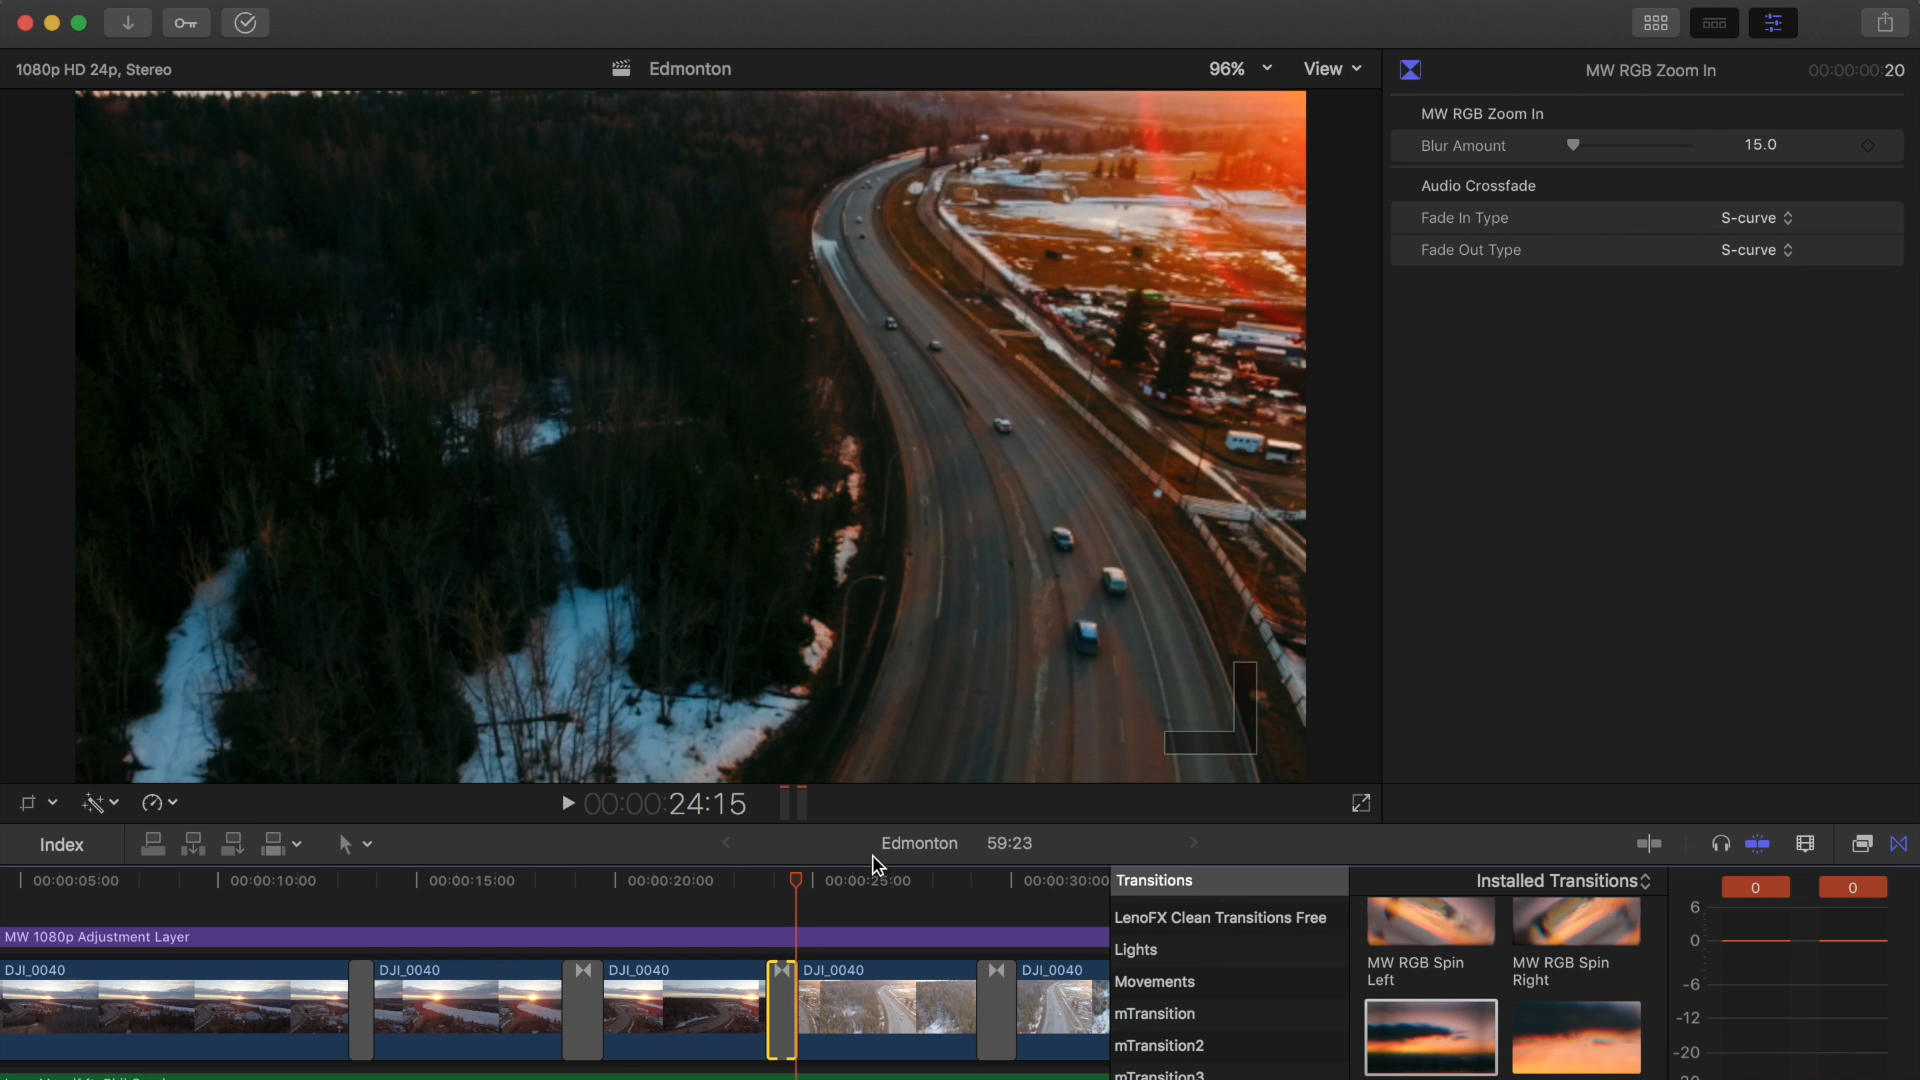 1080p HD 24p, Stereo
Edmonton
96%
View
MW RGB Zoom In
00:00:00:20
MW RGB Zoom In
Blur Amount
15.0
Audio Crossfade
Fade In Type
S-curve
Fade Out Type
S-curve
00:00:24:15
Index
Edmonton
59:23
00:00:05:00
00:00:10:00
00:00:15:00
00:00:20:00
00:00:25:00
00:00:30:00
MW 1080p Adjustment Layer
DJI_0040
DJI_0040
DJI_0040
DJI_0040
DJI_0040
Transitions
LenoFX Clean Transitions Free
Lights
Movements
mTransition
mTransition2
mTransition3
Installed Transitions
MW RGB Spin
Left
MW RGB Spin
Right
0
0
6
0
-6
-12
-20